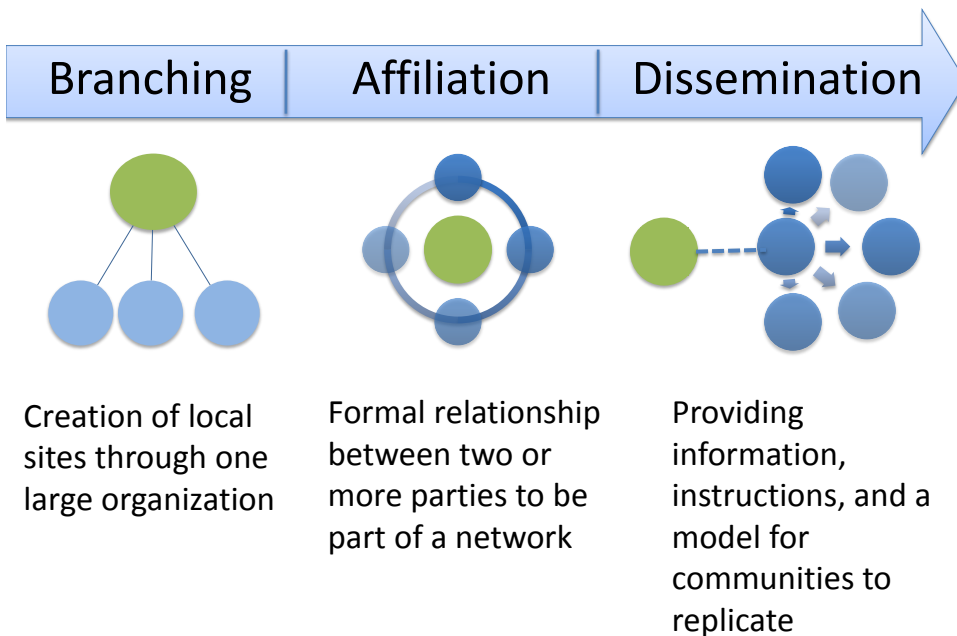 Branching
Affiliation
Dissemination
Creation of local
sites through one
large organization
Formal relationship
between two or
more parties to be
part of a network
Providing
information,
instructions, and a
model for
communities to
replicate